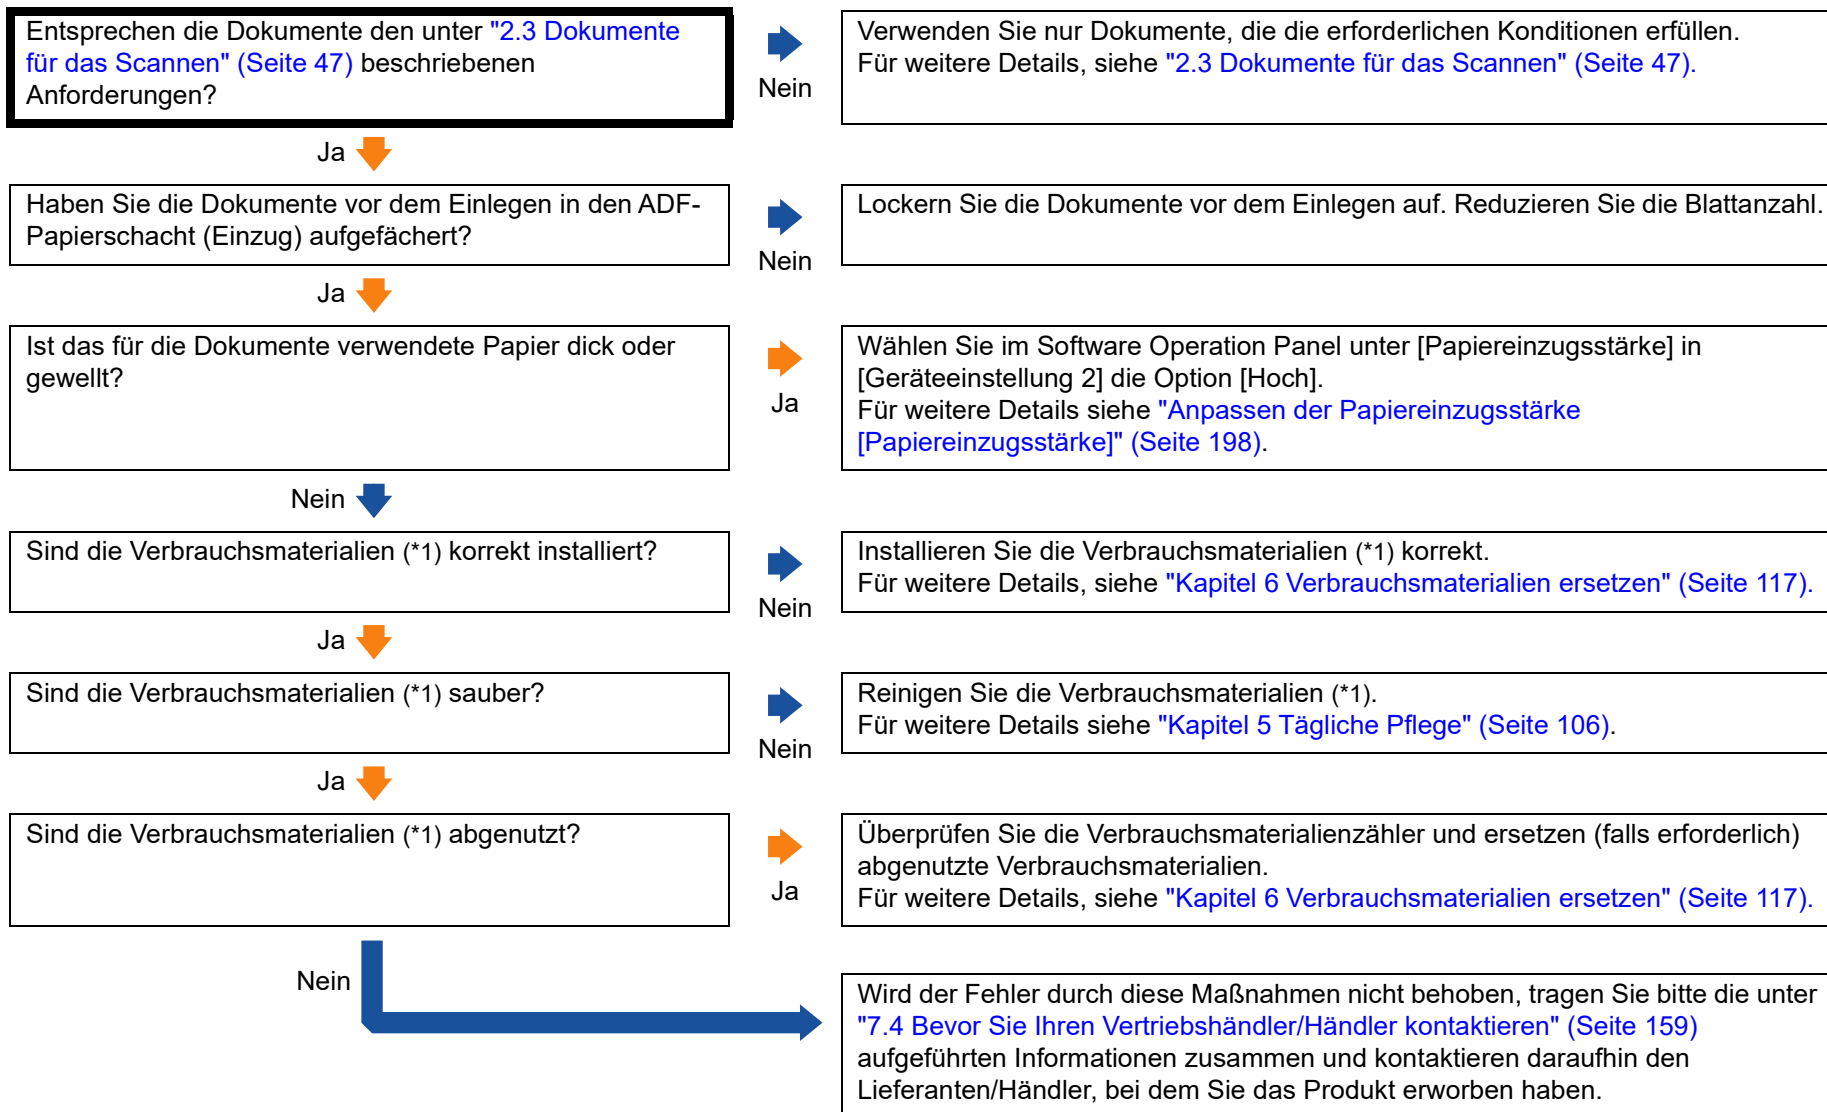 Entsprechen die Dokumente den unter "2.3 Dokumente
für das Scannen" (Seite 47) beschriebenen
Anforderungen?
Nein
Verwenden Sie nur Dokumente, die die erforderlichen Konditionen erfüllen.
Für weitere Details, siehe "2.3 Dokumente für das Scannen" (Seite 47).
Ja
Haben Sie die Dokumente vor dem Einlegen in den ADF-
Papierschacht (Einzug) aufgefächert?
Nein
Lockern Sie die Dokumente vor dem Einlegen auf. Reduzieren Sie die Blattanzahl.
Ja
Ist das für die Dokumente verwendete Papier dick oder
gewellt?
Ja
Wählen Sie im Software Operation Panel unter [Papiereinzugsstärke] in
[Geräteeinstellung 2] die Option [Hoch].
Für weitere Details siehe "Anpassen der Papiereinzugsstärke
[Papiereinzugsstärke]" (Seite 198).
Nein
Sind die Verbrauchsmaterialien (*1) korrekt installiert?
Nein
Installieren Sie die Verbrauchsmaterialien (*1) korrekt.
Für weitere Details, siehe "Kapitel 6 Verbrauchsmaterialien ersetzen" (Seite 117).
Ja
Sind die Verbrauchsmaterialien (*1) sauber?
Nein
Reinigen Sie die Verbrauchsmaterialien (*1).
Für weitere Details siehe "Kapitel 5 Tägliche Pflege" (Seite 106).
Ja
Sind die Verbrauchsmaterialien (*1) abgenutzt?
Ja
Überprüfen Sie die Verbrauchsmaterialienzähler und ersetzen (falls erforderlich)
abgenutzte Verbrauchsmaterialien.
Für weitere Details, siehe "Kapitel 6 Verbrauchsmaterialien ersetzen" (Seite 117).
Nein
Wird der Fehler durch diese Maßnahmen nicht behoben, tragen Sie bitte die unter
"7.4 Bevor Sie Ihren Vertriebshändler/Händler kontaktieren" (Seite 159)
aufgeführten Informationen zusammen und kontaktieren daraufhin den
Lieferanten/Händler, bei dem Sie das Produkt erworben haben.